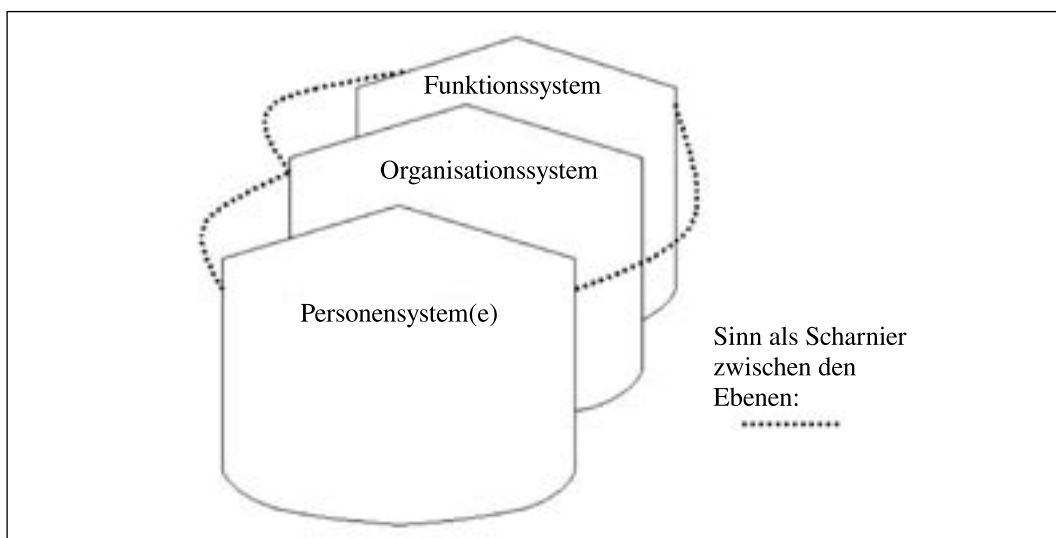 Funktionssystem
Organisationssystem
Personensystem(e)
Sinn als Scharnier
zwischen den
Ebenen: